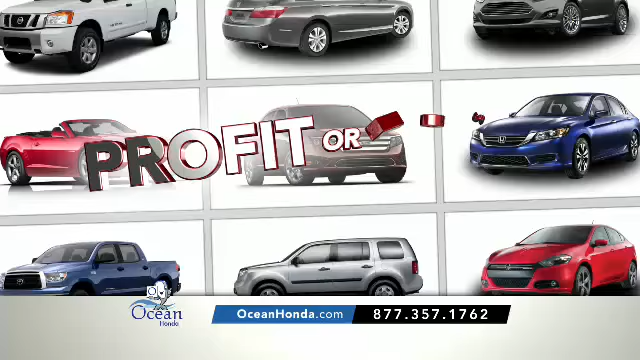 PROFIT OR
Ocean
Honda
OceanHonda.com
877.357.1762